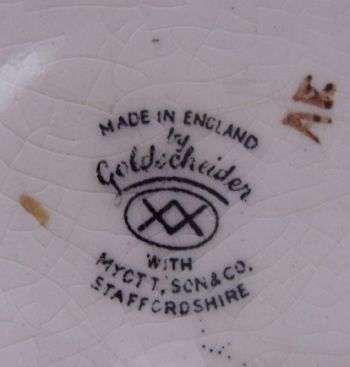 MADE IN ENGLAND
by
Goldscheider
WITH
MYOTT, SON & CO.
STAFFORDSHIRE